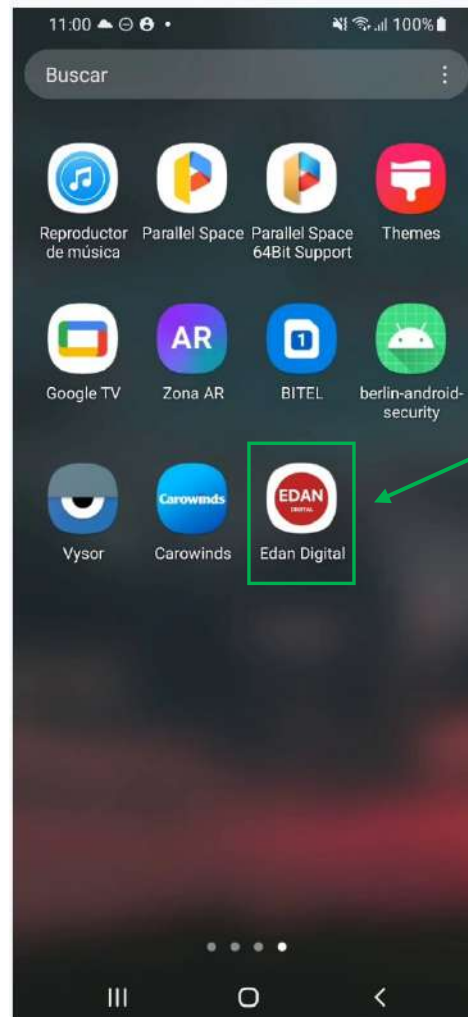 11:00
100%
Buscar
Reproductor de música
Parallel Space
Parallel Space 64Bit Support
Themes
Google TV
AR
Zona AR
1
BITEL
berlin-android-security
Vysor
Carowinds
Carowinds
EDAN
DIGITAL
Edan Digital